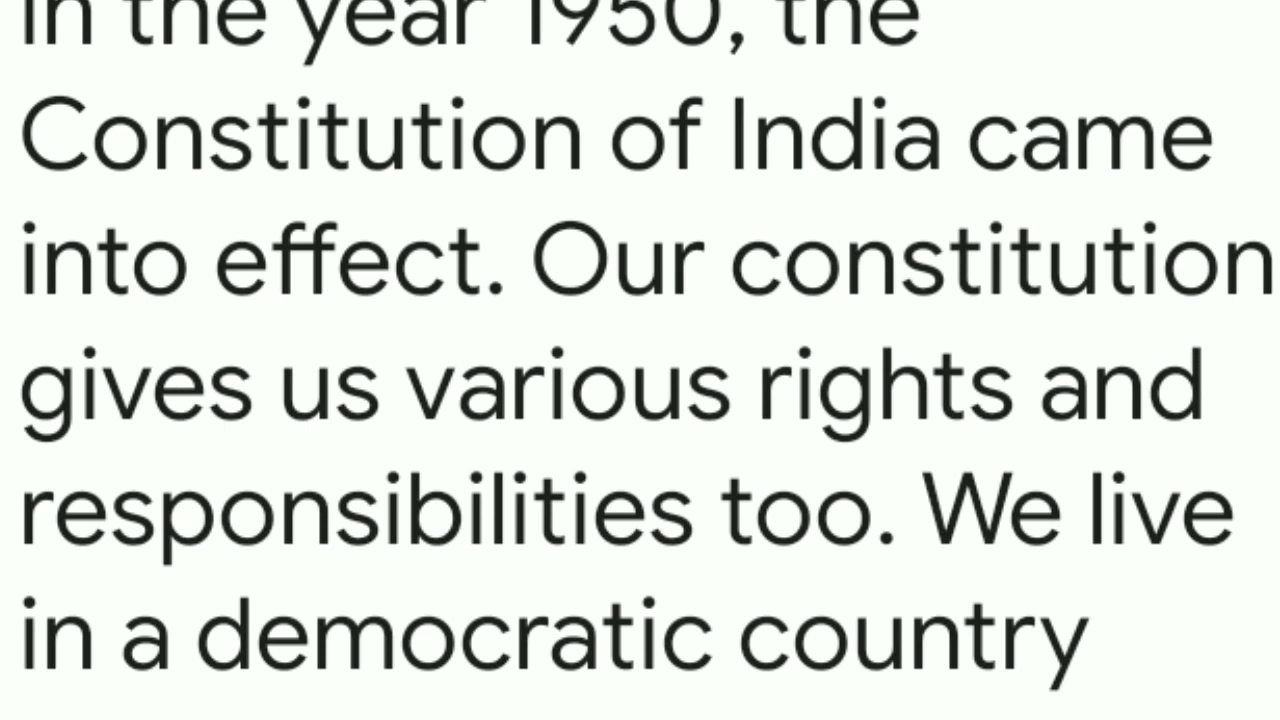 in the year 1950, the
Constitution of India came
into effect. Our constitution
gives us various rights and
responsibilities too. We live
in a democratic country